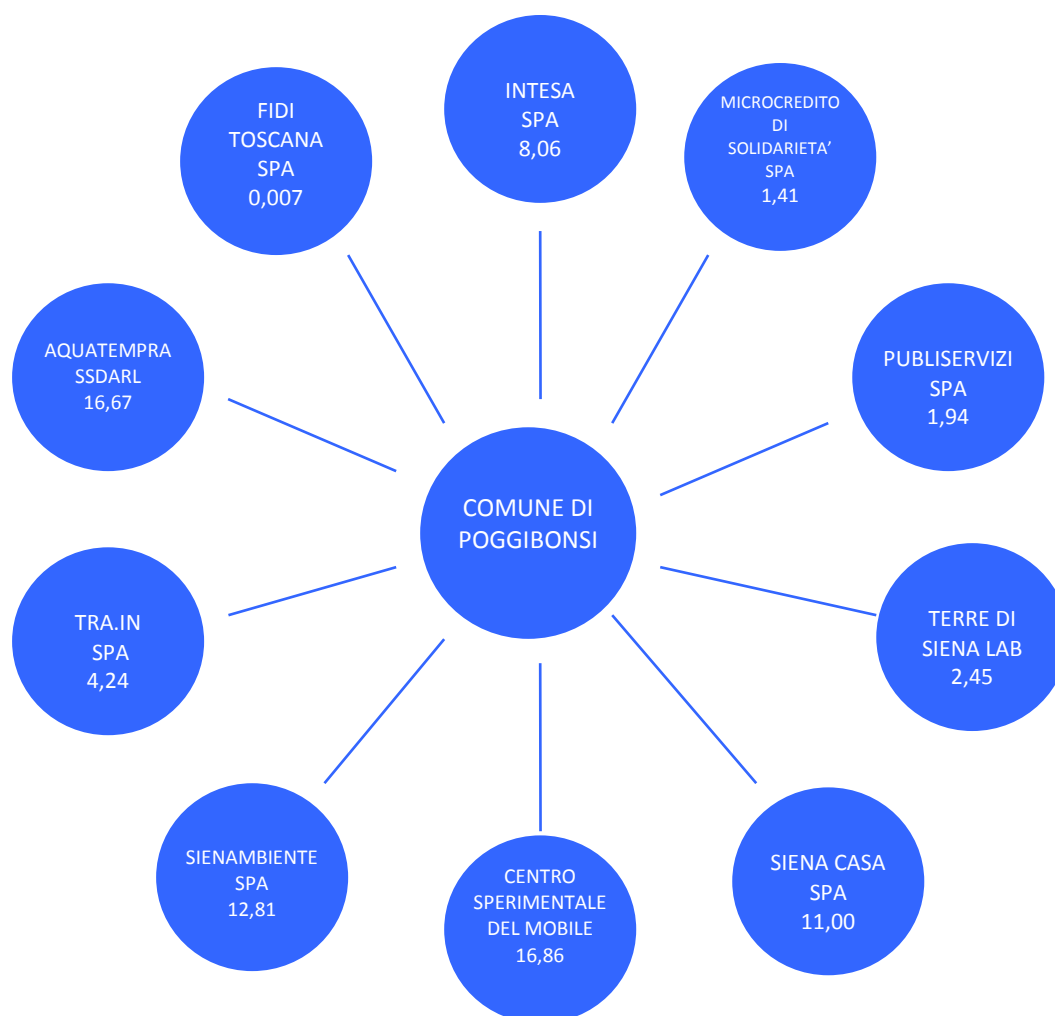 FIDI
TOSCANA
SPA
0,007
INTESA
SPA
8,06
MICROCREDITO
DI
SOLIDARIETA’
SPA
1,41
AQUATEMPRA
SSDARL
16,67
PUBLISERVIZI
SPA
1,94
COMUNE DI
POGGIBONSI
TRA.IN
SPA
4,24
TERRE DI
SIENA LAB
2,45
SIENAMBIENTE
SPA
12,81
CENTRO
SPERIMENTALE
DEL MOBILE
16,86
SIENA CASA
SPA
11,00